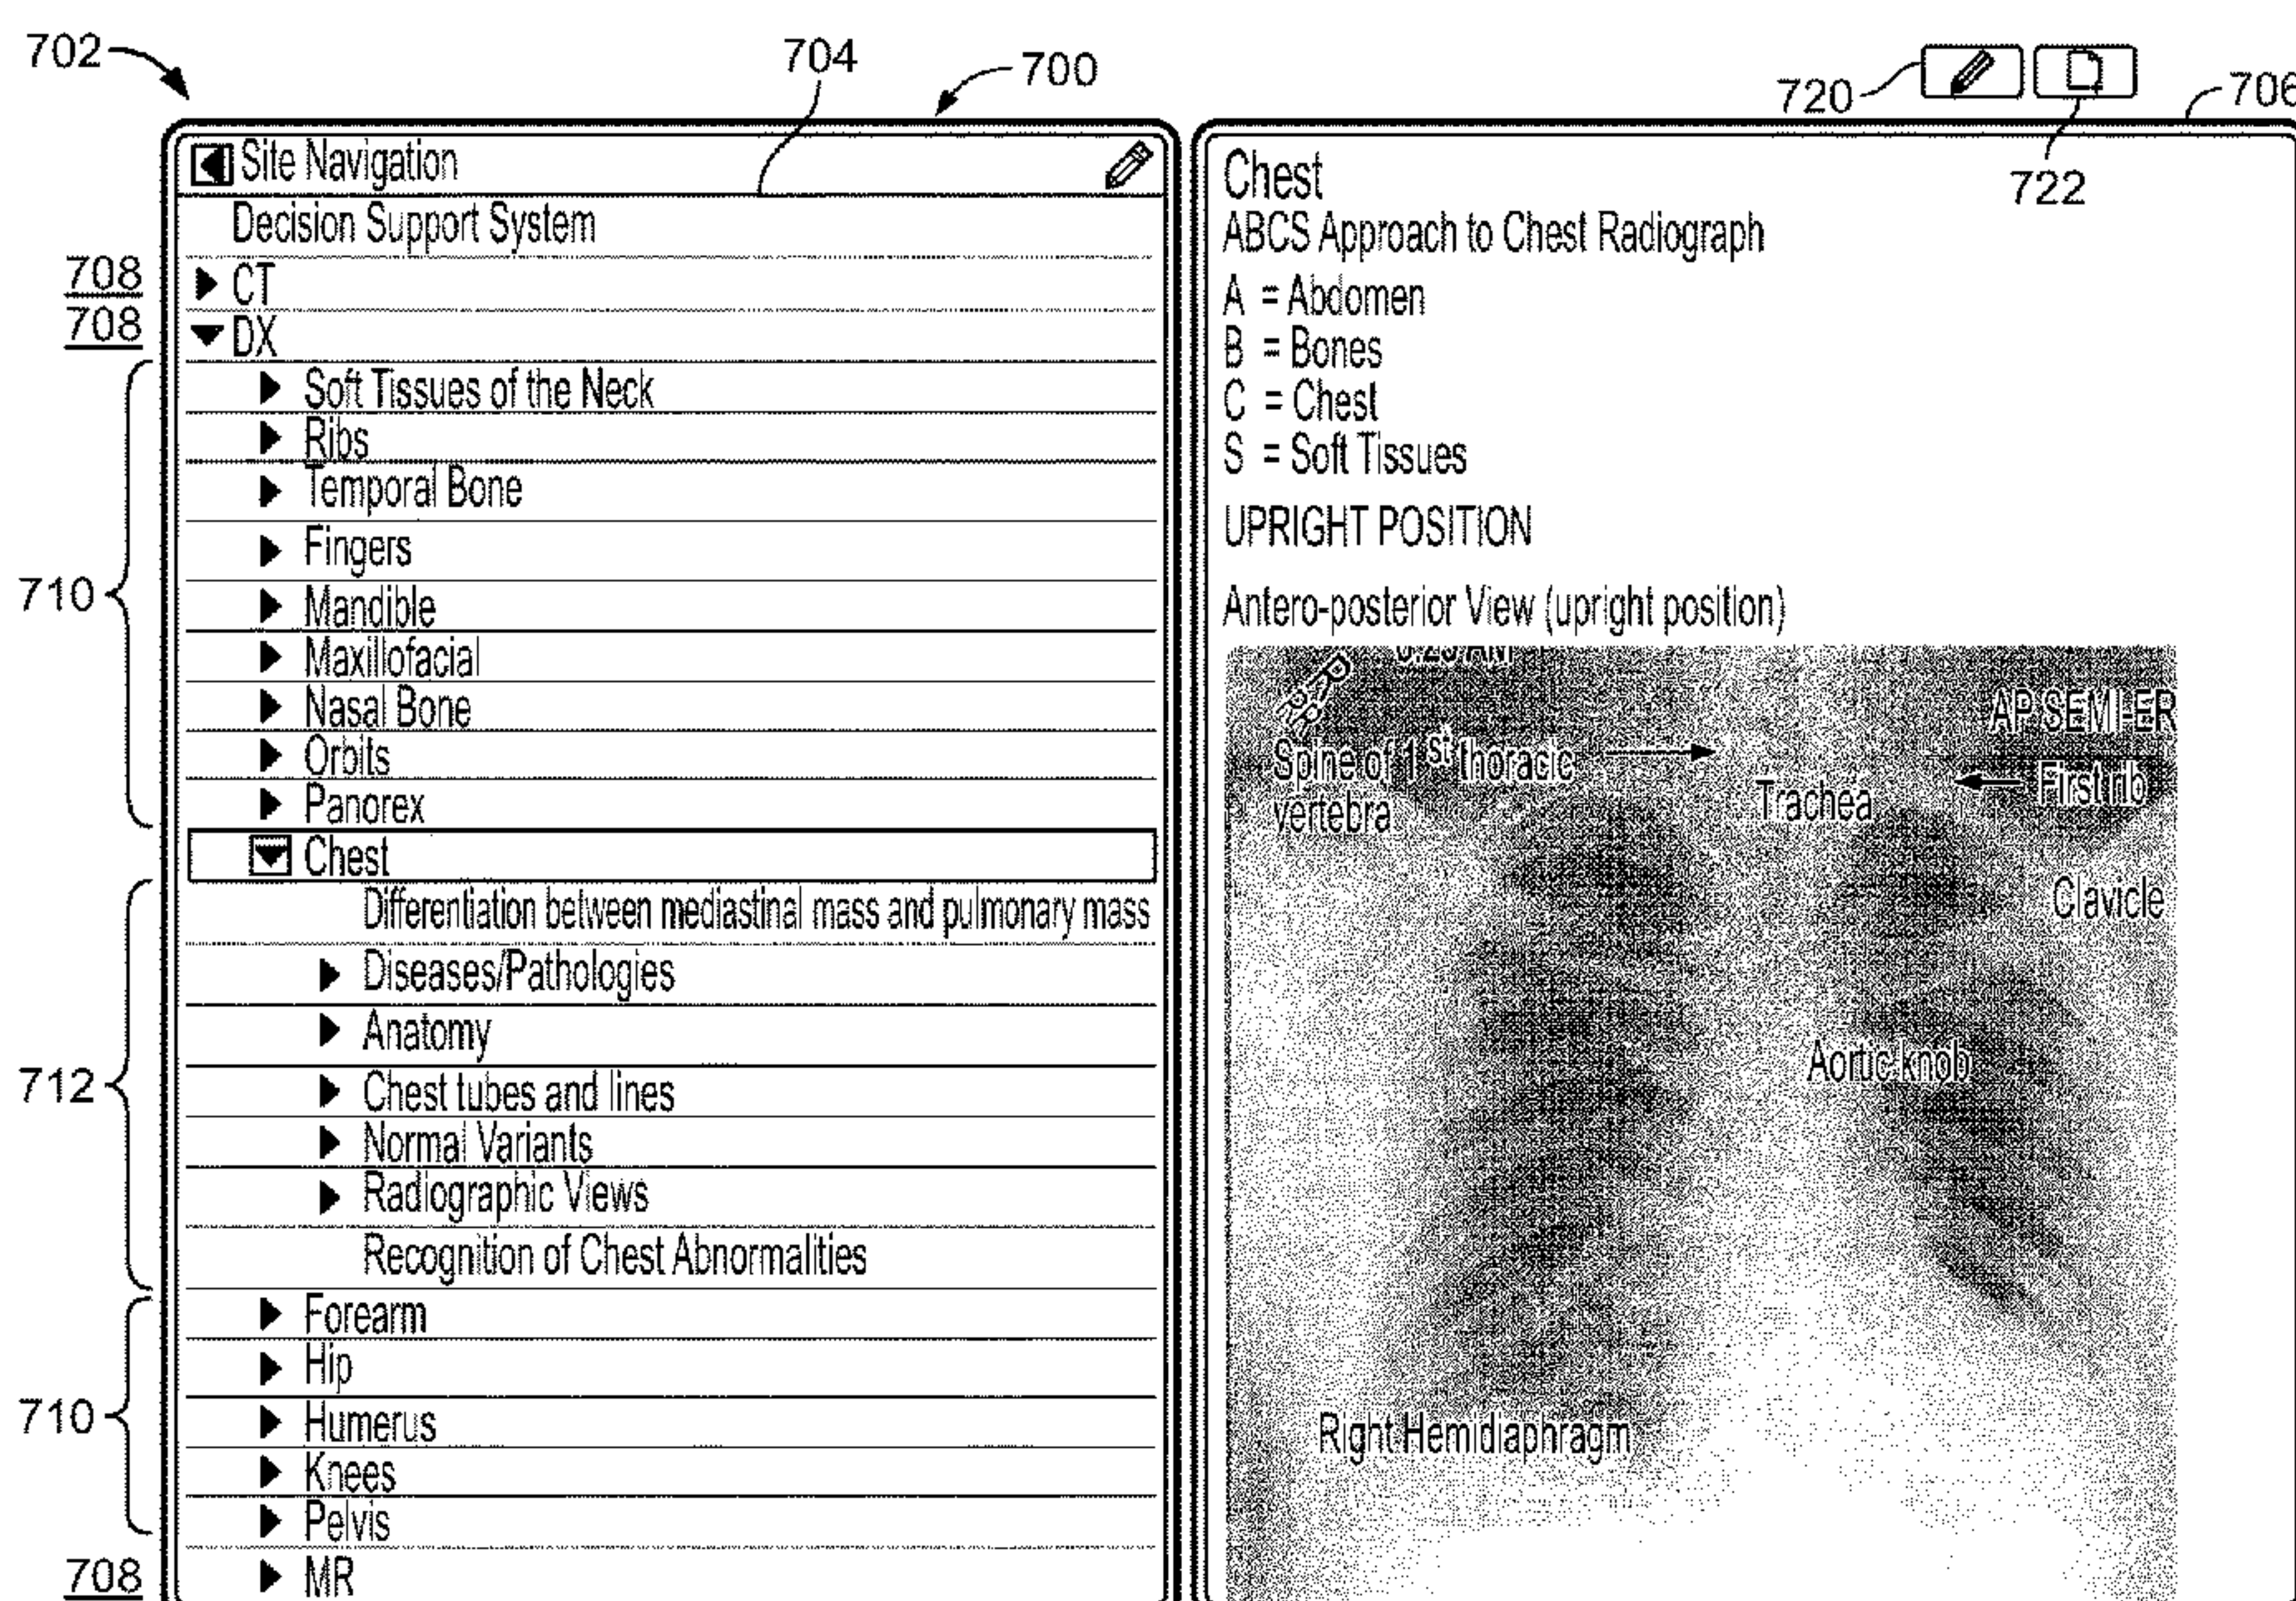 702
704
700
720
706
722
Site Navigation
Decision Support System
708
CT
708
DX
710
Soft Tissues of the Neck
Ribs
Temporal Bone
Fingers
Mandible
Maxillofacial
Nasal Bone
Orbits
Panorex
Chest
712
Differentiation between mediastinal mass and pulmonary mass
Diseases/Pathologies
Anatomy
Chest tubes and lines
Normal Variants
Radiographic Views
Recognition of Chest Abnormalities
710
Forearm
Hip
Humerus
Knees
Pelvis
708
MR
Chest
ABCS Approach to Chest Radiograph
A = Abdomen
B = Bones
C = Chest
S = Soft Tissues
UPRIGHT POSITION
Antero-posterior View (upright position)
AP SEMI-ER
Spine of 1st thoracic
vertebra
Trachea
First rib
Clavicle
Aortic knob
Right Hemidiaphragm